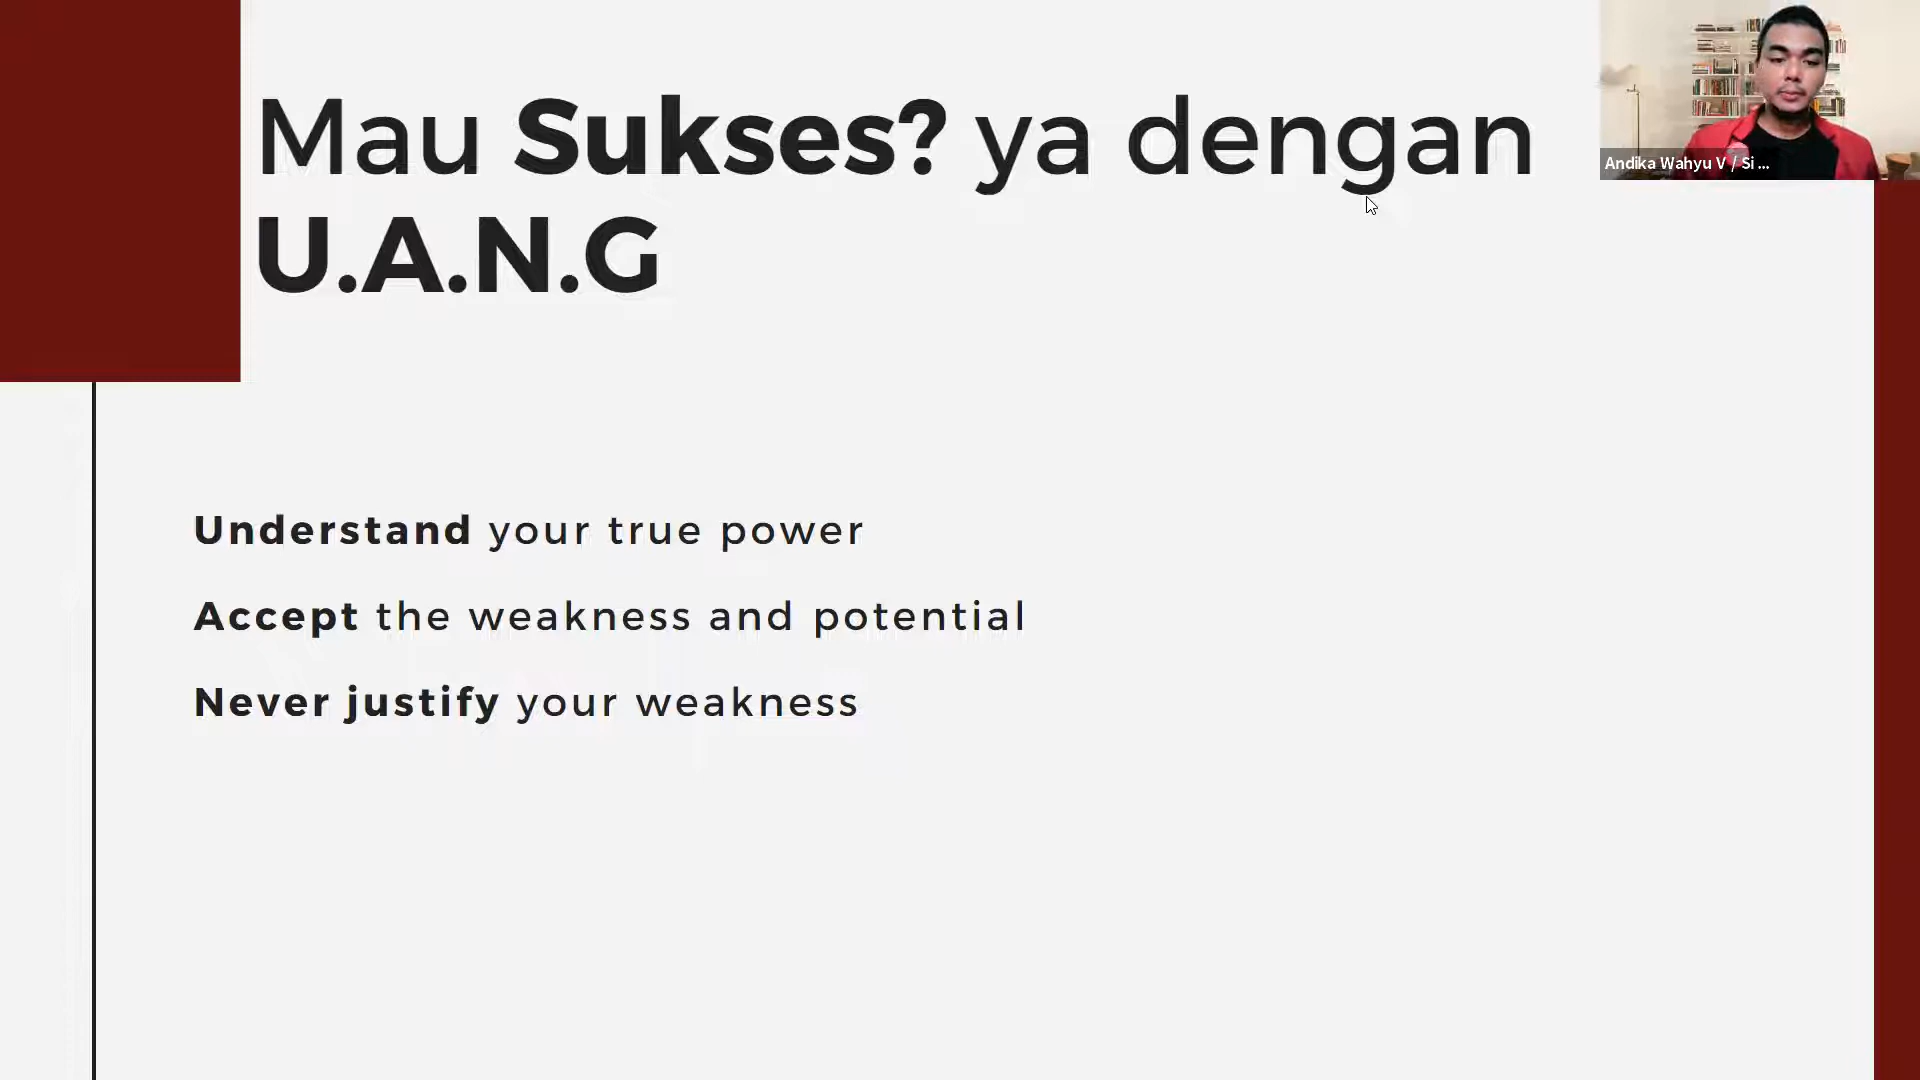 Mau Sukses? ya dengan
U.A.N.G
Andika Wahyu V / Si ...
Understand your true power
Accept the weakness and potential
Never justify your weakness